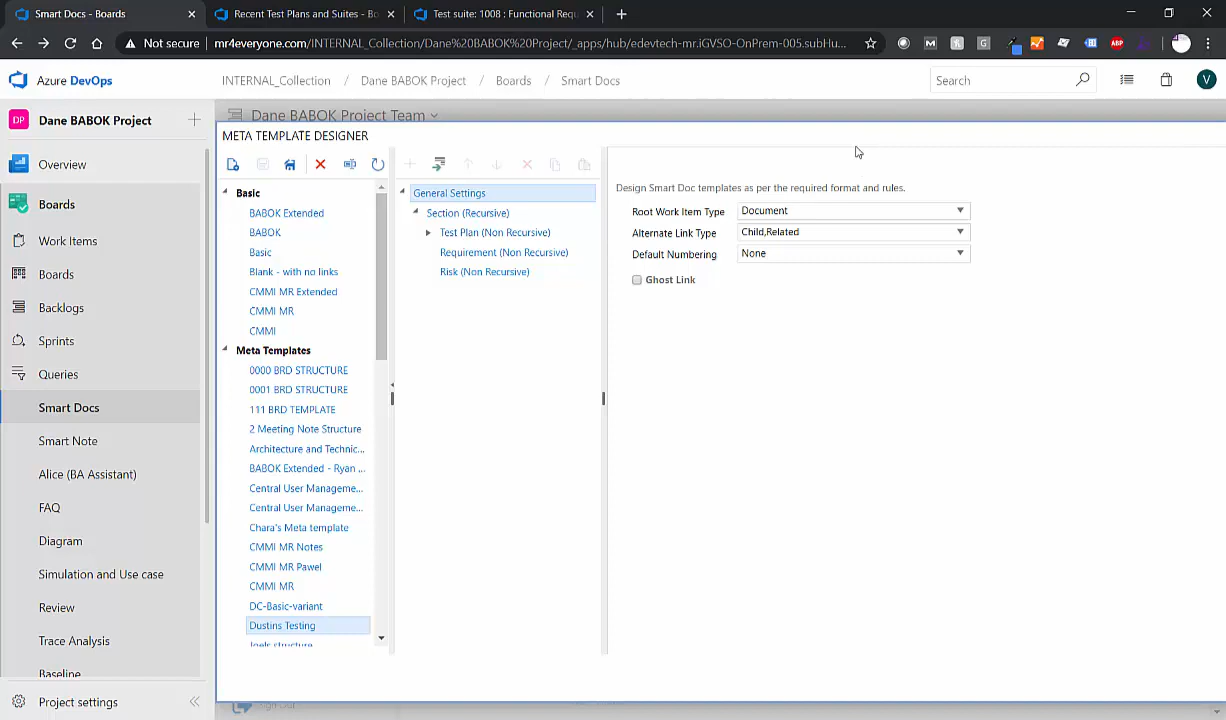 Smart Docs - Boards
Recent Test Plans and Suites - Bo
Test suite: 1008 : Functional Requ
Not secure
mr4everyone.com/INTERNAL_Collection/Dane%20BABOK%20Project/_apps/hub/edevtech-mr.iGVSO-OnPrem-005.subHu...
ABP
Azure DevOps
INTERNAL_Collection / Dane BABOK Project / Boards / Smart Docs
Search
V
DP
Dane BABOK Project
Overview
Boards
Work Items
Boards
Backlogs
Sprints
Queries
Smart Docs
Smart Note
Alice (BA Assistant)
FAQ
Diagram
Simulation and Use case
Review
Trace Analysis
Baseline
Project settings
Dane BABOK Project Team
META TEMPLATE DESIGNER
Basic
BABOK Extended
BABOK
Basic
Blank - with no links
CMMI MR Extended
CMMI MR
CMMI
Meta Templates
0000 BRD STRUCTURE
0001 BRD STRUCTURE
111 BRD TEMPLATE
2 Meeting Note Structure
Architecture and Technic...
BABOK Extended - Ryan ...
Central User Manageme...
Central User Manageme...
Chara's Meta template
CMMI MR Notes
CMMI MR Pawel
CMMI MR
DC-Basic-variant
Dustins Testing
Joels structure
General Settings
Section (Recursive)
Test Plan (Non Recursive)
Requirement (Non Recursive)
Risk (Non Recursive)
Design Smart Doc templates as per the required format and rules.
Root Work Item Type
Document
Alternate Link Type
Child,Related
Default Numbering
None
Ghost Link
Sign Out